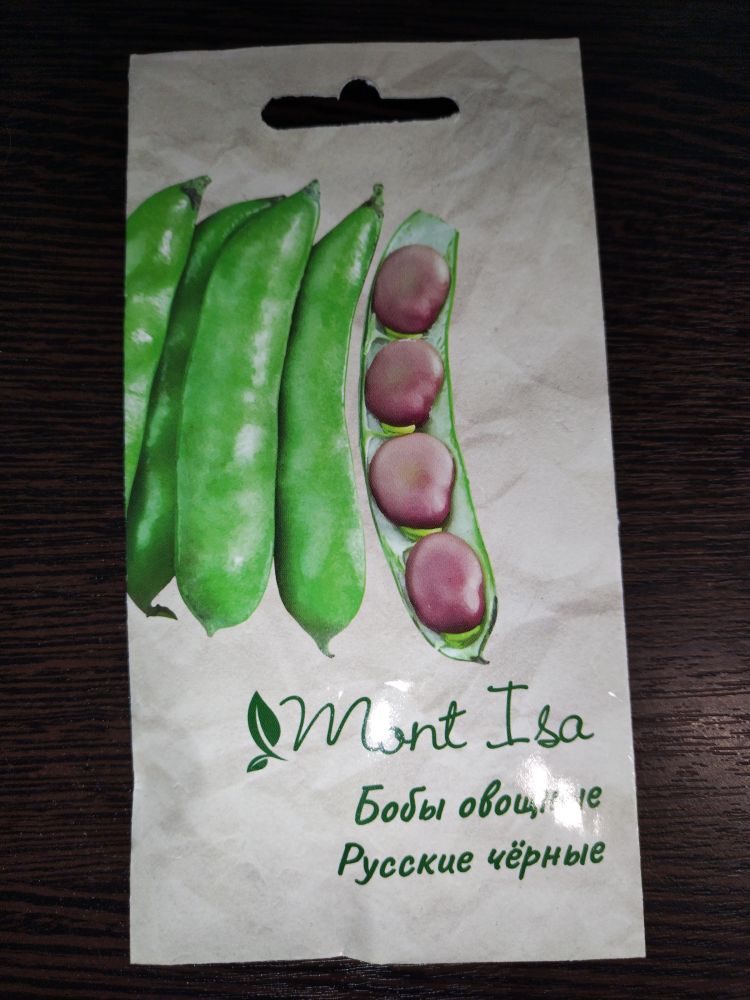 Mont Isa
Бобы овощные
Русские чёрные